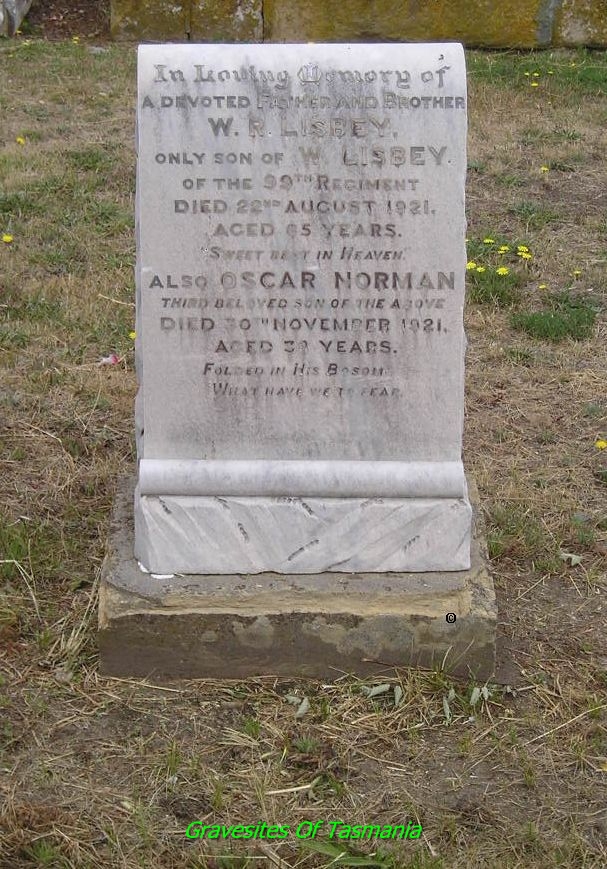 In Loving Memory of
A DEVOTED FATHER AND BROTHER
W. R. LISBEY,
ONLY SON OF W. LISBEY.
OF THE 99TH REGIMENT
DIED 22ND AUGUST 1921.
AGED 65 YEARS.
"SWEET REST IN HEAVEN."
ALSO OSCAR NORMAN
THIRD BELOVED SON OF THE ABOVE
DIED 30TH NOVEMBER 1921,
AGED 39 YEARS.
FOLDED IN HIS BOSOM
WHAT HAVE WE TO FEAR.
©
Gravesites Of Tasmania